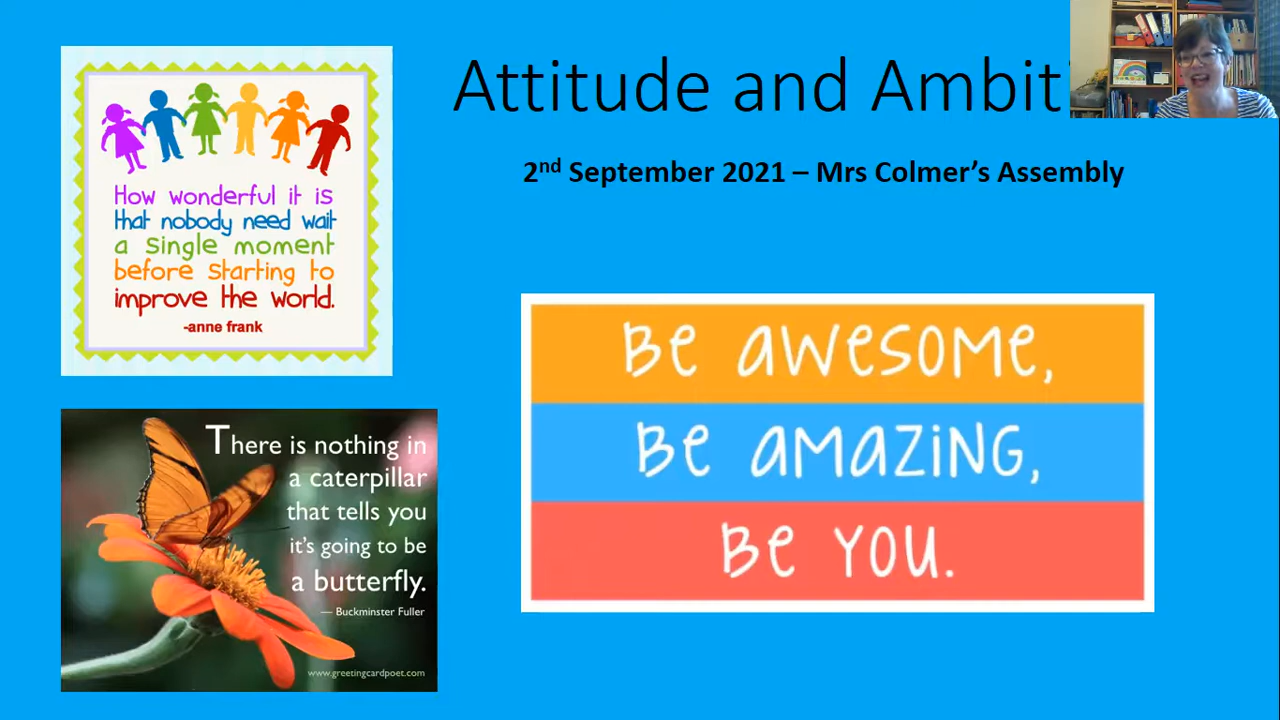 Attitude and Ambiti
2nd September 2021 – Mrs Colmer's Assembly
How wonderful it is
that nobody need wait
a single moment
before starting to
improve the world.
-anne frank
Be awesome,
Be amazing,
Be you.
There is nothing in
a caterpillar
that tells you
it's going to be
a butterfly.
— Buckminster Fuller
www.greetingcardpoet.com